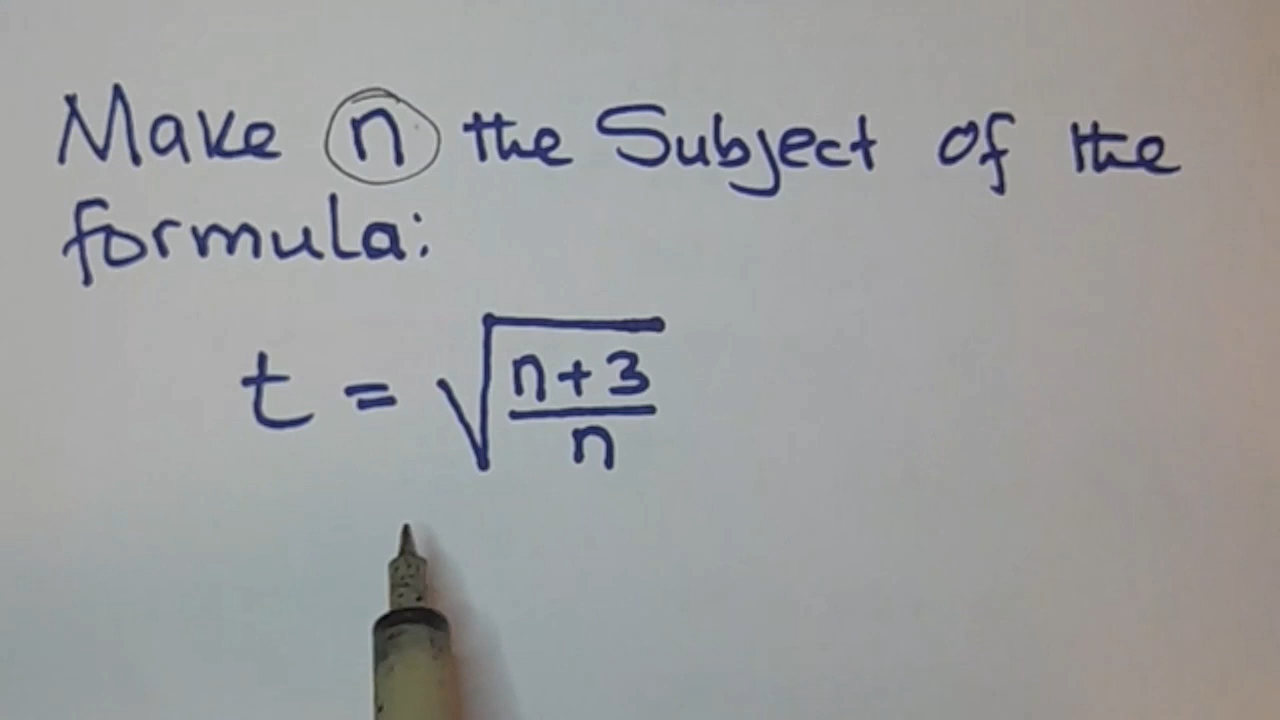 Make n the Subject of the
formula:
t = √((n+3)/n)